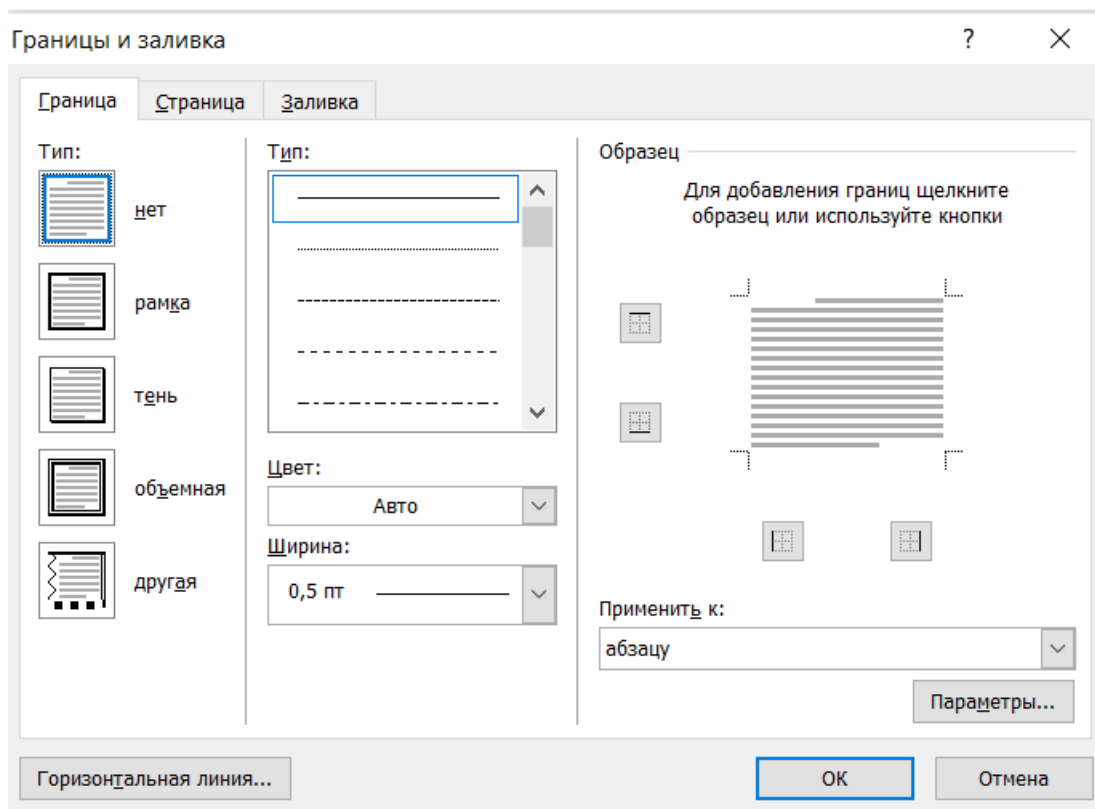 Границы и заливка
?
Граница Страница Заливка
Тип:
нет
рамка
тень
объемная
другая
Тип:
Цвет:
Авто
Ширина:
0,5 пт
Образец
Для добавления границ щелкните
образец или используйте кнопки
Применить к:
абзацу
Параметры...
Горизонтальная линия...
ОК
Отмена